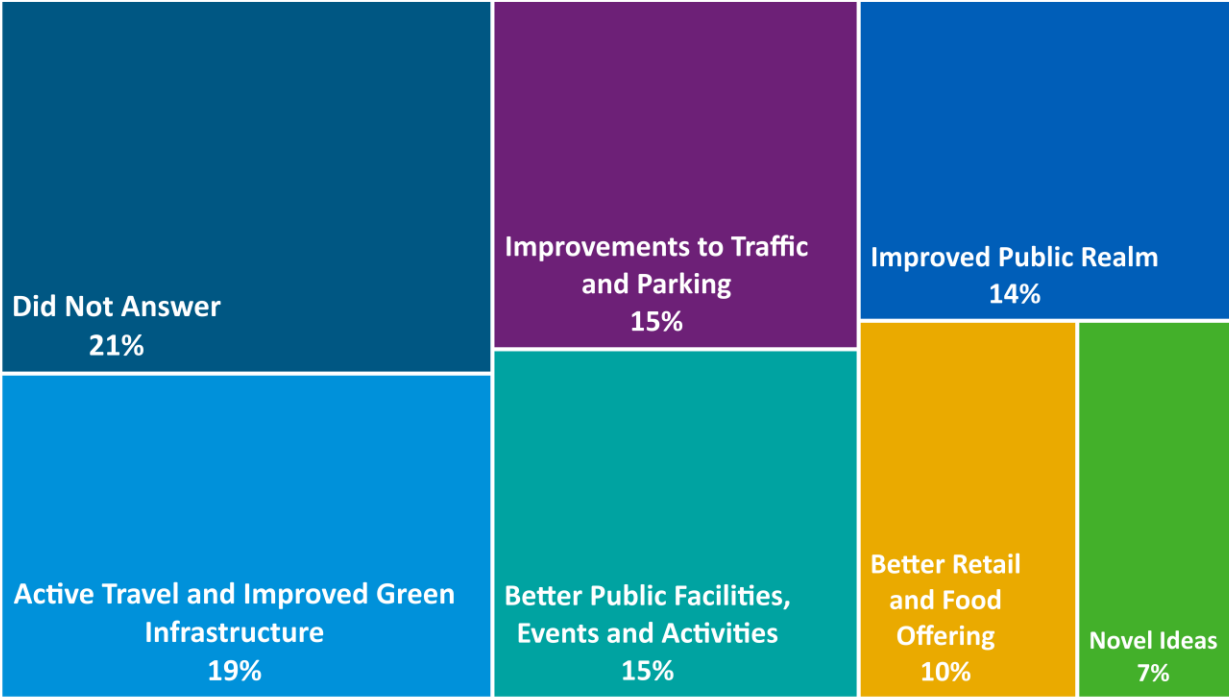 Did Not Answer
21%
Improvements to Traffic
and Parking
15%
Improved Public Realm
14%
Active Travel and Improved Green
Infrastructure
19%
Better Public Facilities,
Events and Activities
15%
Better Retail
and Food
Offering
10%
Novel Ideas
7%